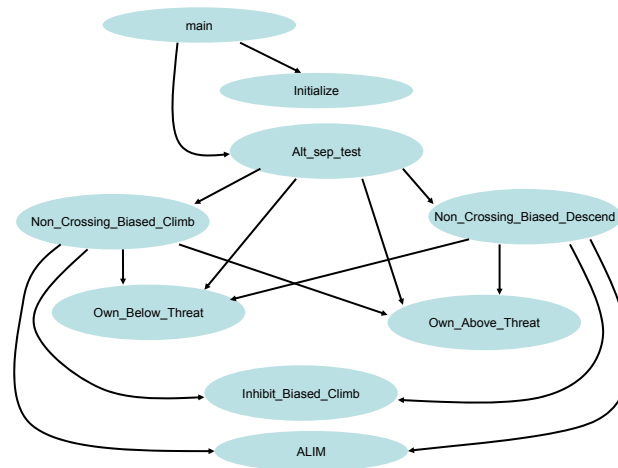 main
Initialize
Alt_sep_test
Non_Crossing_Biased_Climb
Non_Crossing_Biased_Descend
Own_Below_Threat
Own_Above_Threat
Inhibit_Biased_Climb
ALIM